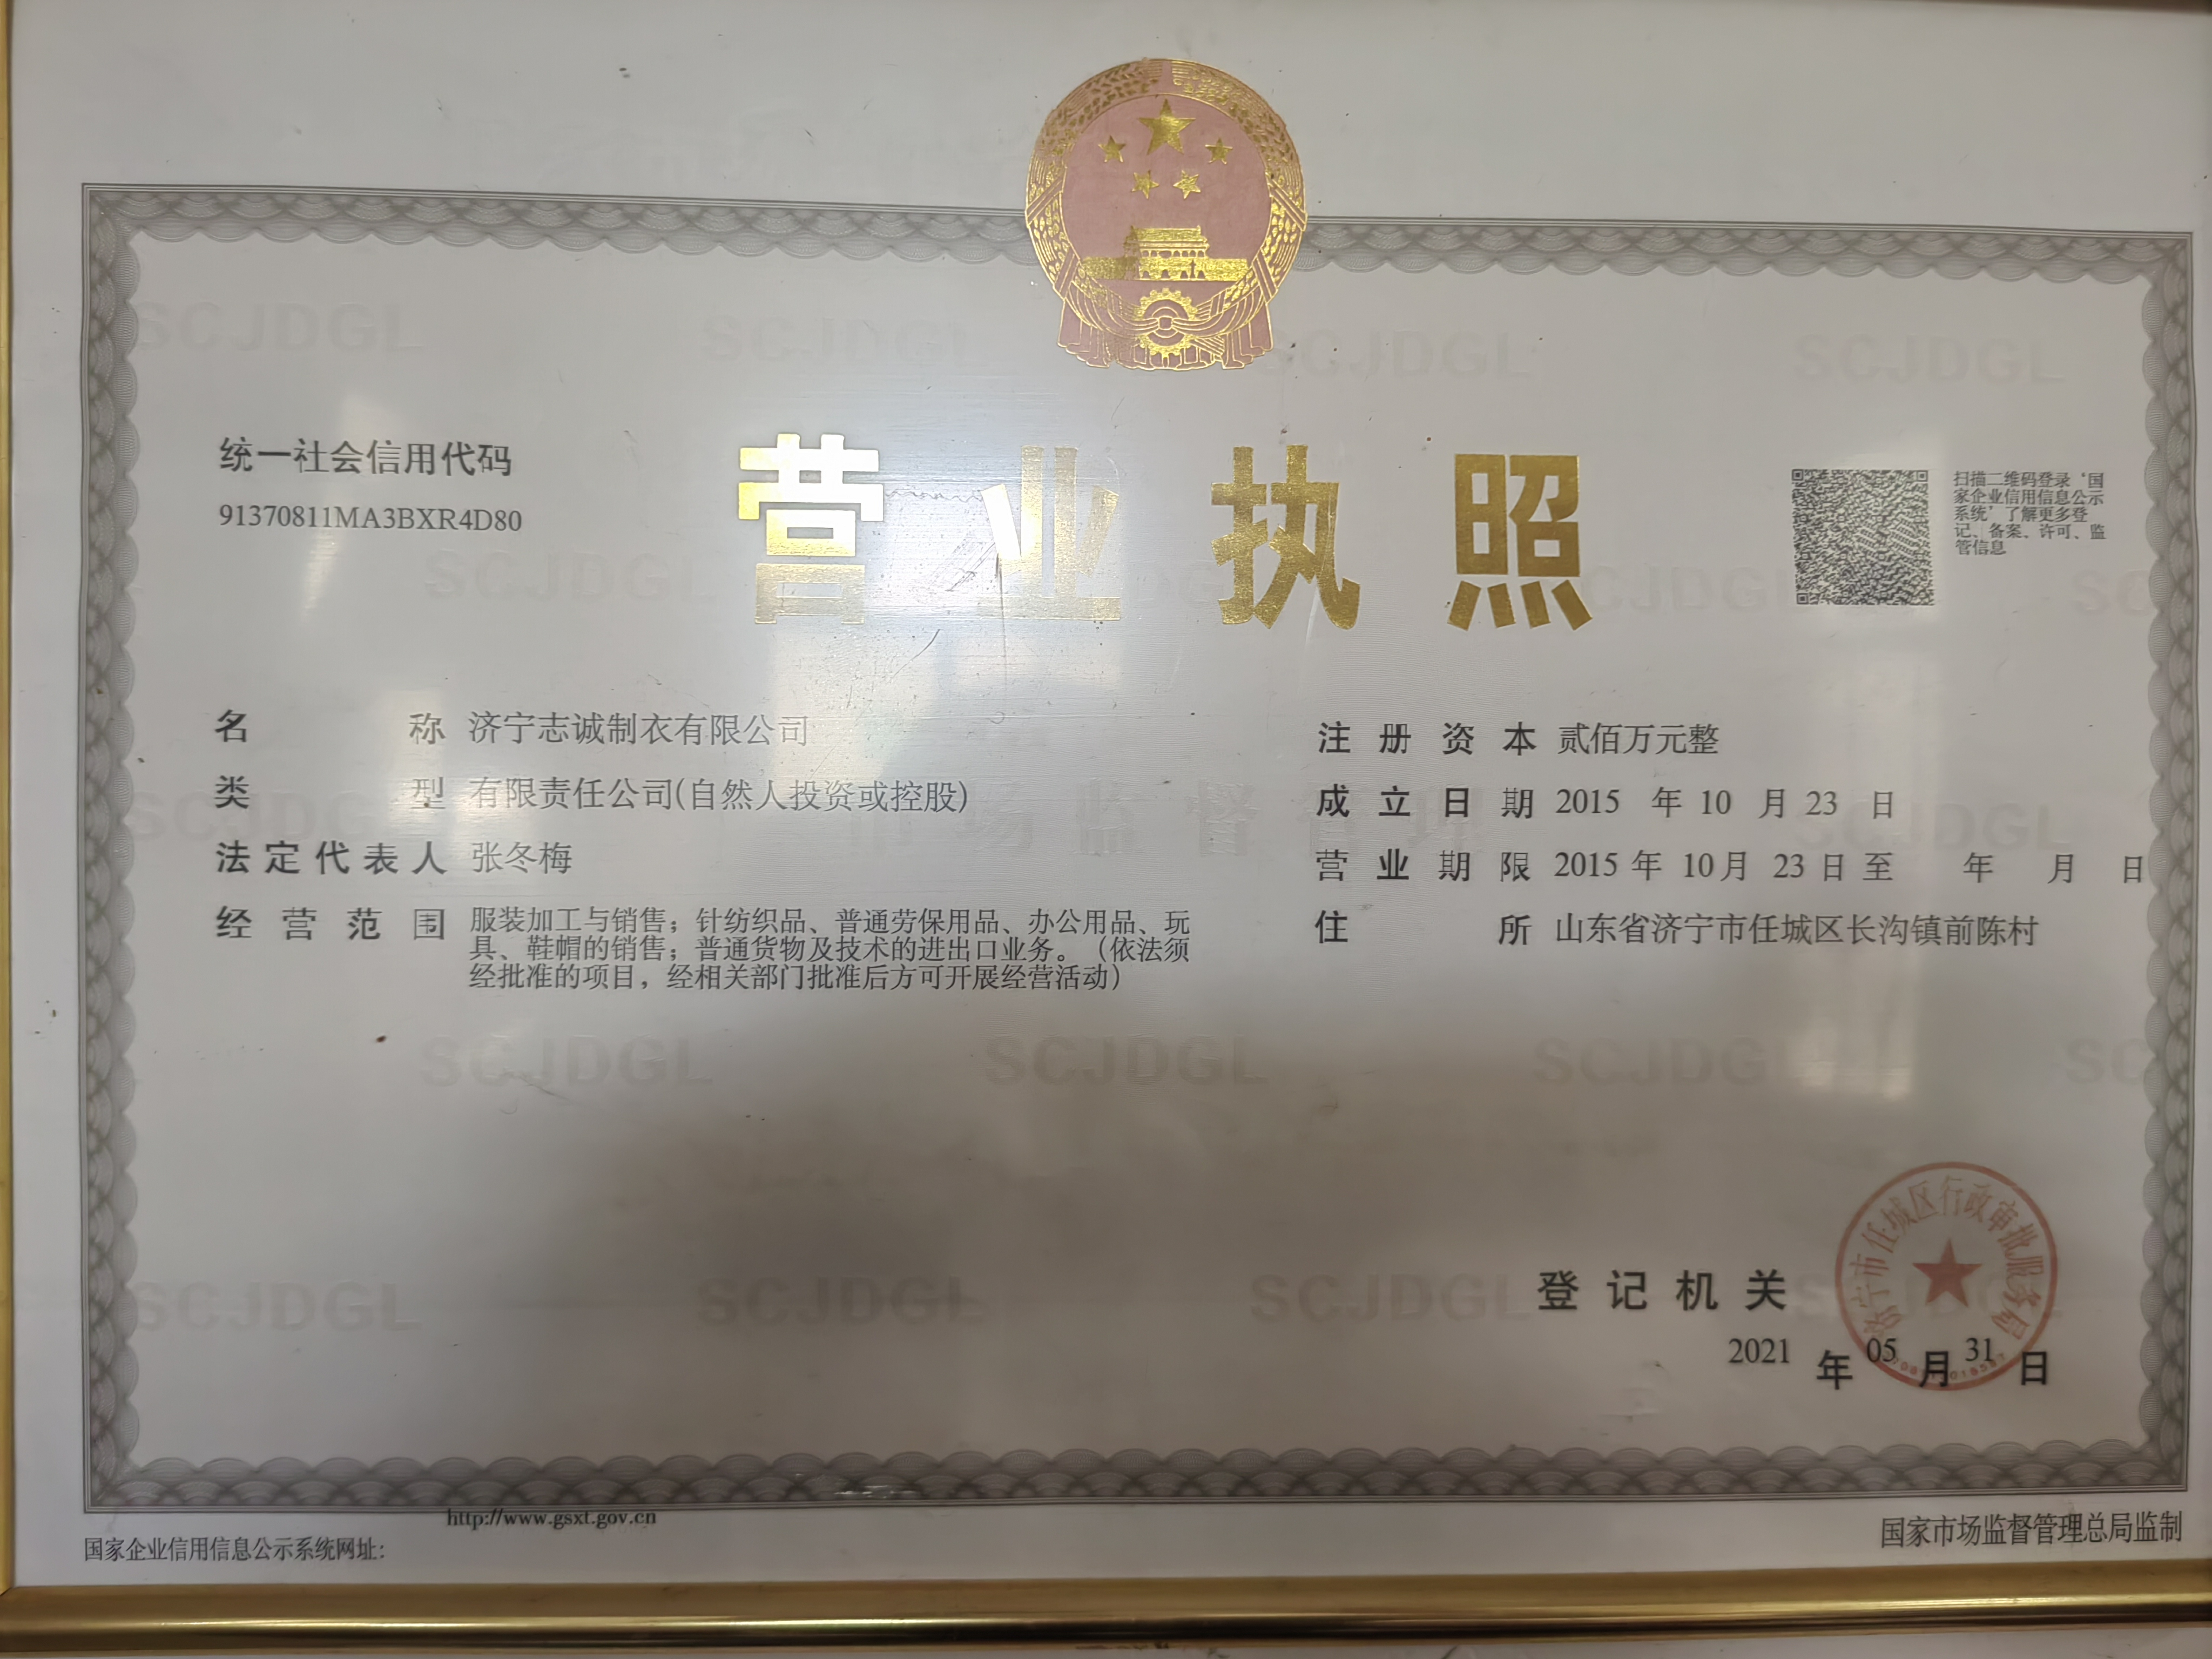 统一社会信用代码
91370811MA3BXR4D80
营业执照
扫描二维码登录‘国
家企业信用信息公示
系统’了解更多登
记、备案、许可、监
管信息
名称 济宁志诚制衣有限公司
类型 有限责任公司(自然人投资或控股)
法定代表人 张冬梅
经营范围 服装加工与销售；针纺织品、普通劳保用品、办公用品、玩
具、鞋帽的销售；普通货物及技术的进出口业务。（依法须
经批准的项目，经相关部门批准后方可开展经营活动）
注册资本 贰佰万元整
成立日期 2015 年 10 月 23 日
营业期限 2015 年 10 月 23 日 至 年 月 日
住所 山东省济宁市任城区长沟镇前陈村
登记机关
济宁市任城区行政审批服务局
2021 年 05 月 31 日
http://www.gsxt.gov.cn
国家企业信用信息公示系统网址：
国家市场监督管理总局监制
SCJDGL
市场监督管理